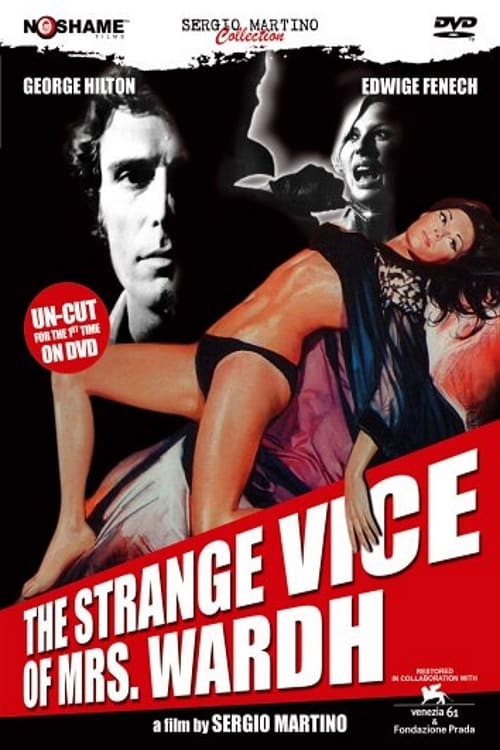 NOSHAME
FILMS
SERGIO MARTINO
Collection
DVD
GEORGE HILTON
EDWIGE FENECH
UN-CUT
FOR THE 1ST TIME
ON DVD
THE STRANGE VICE
OF MRS. WARDH
a film by SERGIO MARTINO
RESTORED
IN COLLABORATION WITH
venezia 61
&
Fondazione Prada